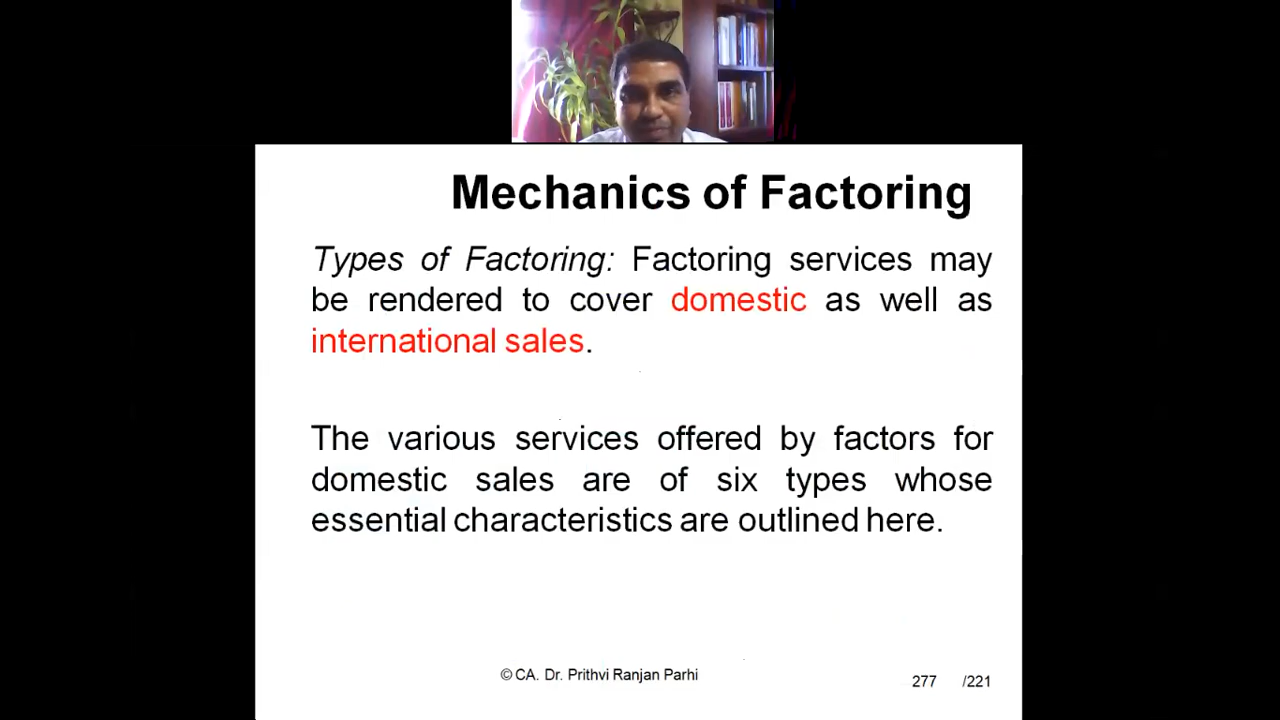 Mechanics of Factoring
Types of Factoring: Factoring services may
be rendered to cover domestic as well as
international sales.
The various services offered by factors for
domestic sales are of six types whose
essential characteristics are outlined here.
© CA. Dr. Prithvi Ranjan Parhi
277 /221